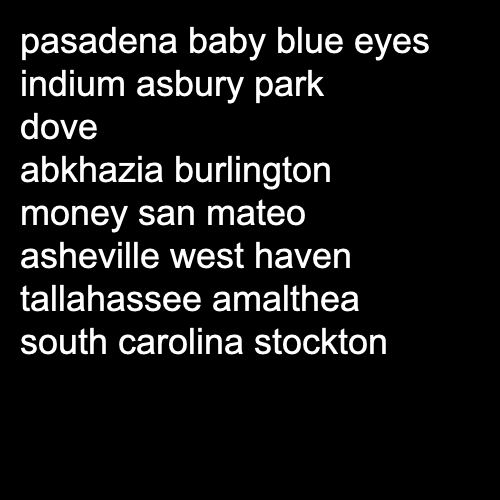 pasadena baby blue eyes
indium asbury park
dove
abkhazia burlington
money san mateo
asheville west haven
tallahassee amalthea
south carolina stockton